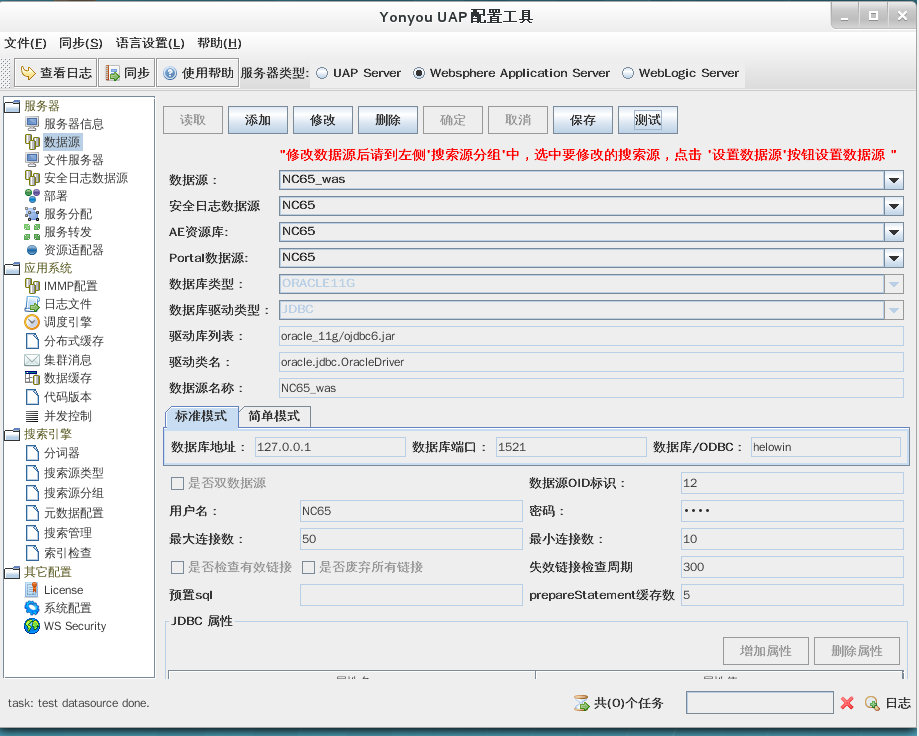 Yonyou UAP 配置工具
文件(F) 同步(S) 语言设置(L) 帮助(H)
查看日志 同步 使用帮助 服务器类型: UAP Server Websphere Application Server WebLogic Server
服务器
服务器信息
数据源
文件服务器
安全日志数据源
部署
服务分配
服务转发
资源适配器
应用系统
IMMP配置
日志文件
调度引擎
分布式缓存
集群消息
数据缓存
代码版本
并发控制
搜索引擎
分词器
搜索源类型
搜索源分组
元数据配置
搜索管理
索引检查
其它配置
License
系统配置
WS Security
读取 添加 修改 删除 确定 取消 保存 测试
"修改数据源后请到左侧'搜索源分组'中，选中要修改的搜索源，点击 '设置数据源'按钮设置数据源 "
数据源： NC65_was
安全日志数据源 NC65
AE资源库: NC65
Portal数据源: NC65
数据库类型： ORACLE11G
数据库驱动类型： JDBC
驱动库列表： oracle_11g/ojdbc6.jar
驱动类名： oracle.jdbc.OracleDriver
数据源名称： NC65_was
标准模式 简单模式
数据库地址： 127.0.0.1 数据库端口： 1521 数据库/ODBC： helowin
是否双数据源 数据源OID标识： 12
用户名： NC65 密码： ••••
最大连接数： 50 最小连接数： 10
是否检查有效链接 是否废弃所有链接 失效链接检查周期 300
预置sql prepareStatement缓存数 5
JDBC 属性
增加属性 删除属性
task: test datasource done. 共(0)个任务 日志